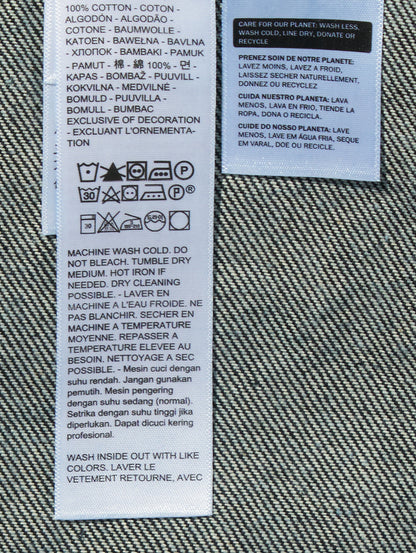 100% COTTON - COTON -
ALGODÓN - ALGODÃO -
COTONE - BAUMWOLLE -
KATOEN - BAWEŁNA - BAVLNA
- ΧΛΟΠΟΚ - BAMBAKI - PAMUK
- PAMUT - 棉 - 綿 100% - 면 -
KAPAS - BOMBAŽ - PUUVILL -
KOKVILNA - MEDVILNĖ -
BOMULD - PUUVILLA -
BOMULL - BUMBAC
EXCLUSIVE OF DECORATION
- EXCLUANT L'ORNEMENTA-
TION
30
MACHINE WASH COLD. DO
NOT BLEACH. TUMBLE DRY
MEDIUM. HOT IRON IF
NEEDED. DRY CLEANING
POSSIBLE. - LAVER EN
MACHINE A L'EAU FROIDE. NE
PAS BLANCHIR. SECHER EN
MACHINE A TEMPERATURE
MOYENNE. REPASSER A
TEMPERATURE ELEVEE AU
BESOIN. NETTOYAGE A SEC
POSSIBLE. - Mesin cuci dengan
suhu rendah. Jangan gunakan
pemutih. Mesin pengering
dengan suhu sedang (normal).
Setrika dengan suhu tinggi jika
diperlukan. Dapat dicuci kering
profesional.
WASH INSIDE OUT WITH LIKE
COLORS. LAVER LE
VETEMENT RETOURNE, AVEC
CARE FOR OUR PLANET: WASH LESS,
WASH COLD, LINE DRY, DONATE OR
RECYCLE
PRENEZ SOIN DE NOTRE PLANETE:
LAVEZ MOINS, LAVEZ A FROID,
LAISSEZ SECHER NATURELLEMENT,
DONNEZ OU RECYCLEZ
CUIDA NUESTRO PLANETA: LAVA
MENOS, LAVA EN FRIO, TIENDE LA
ROPA, DONA O RECICLA.
CUIDE DO NOSSO PLANETA: LAVE
MENOS, LAVE EM ÁGUA FRIA, SEQUE
EM VARAL, DOE OU RECICLE.